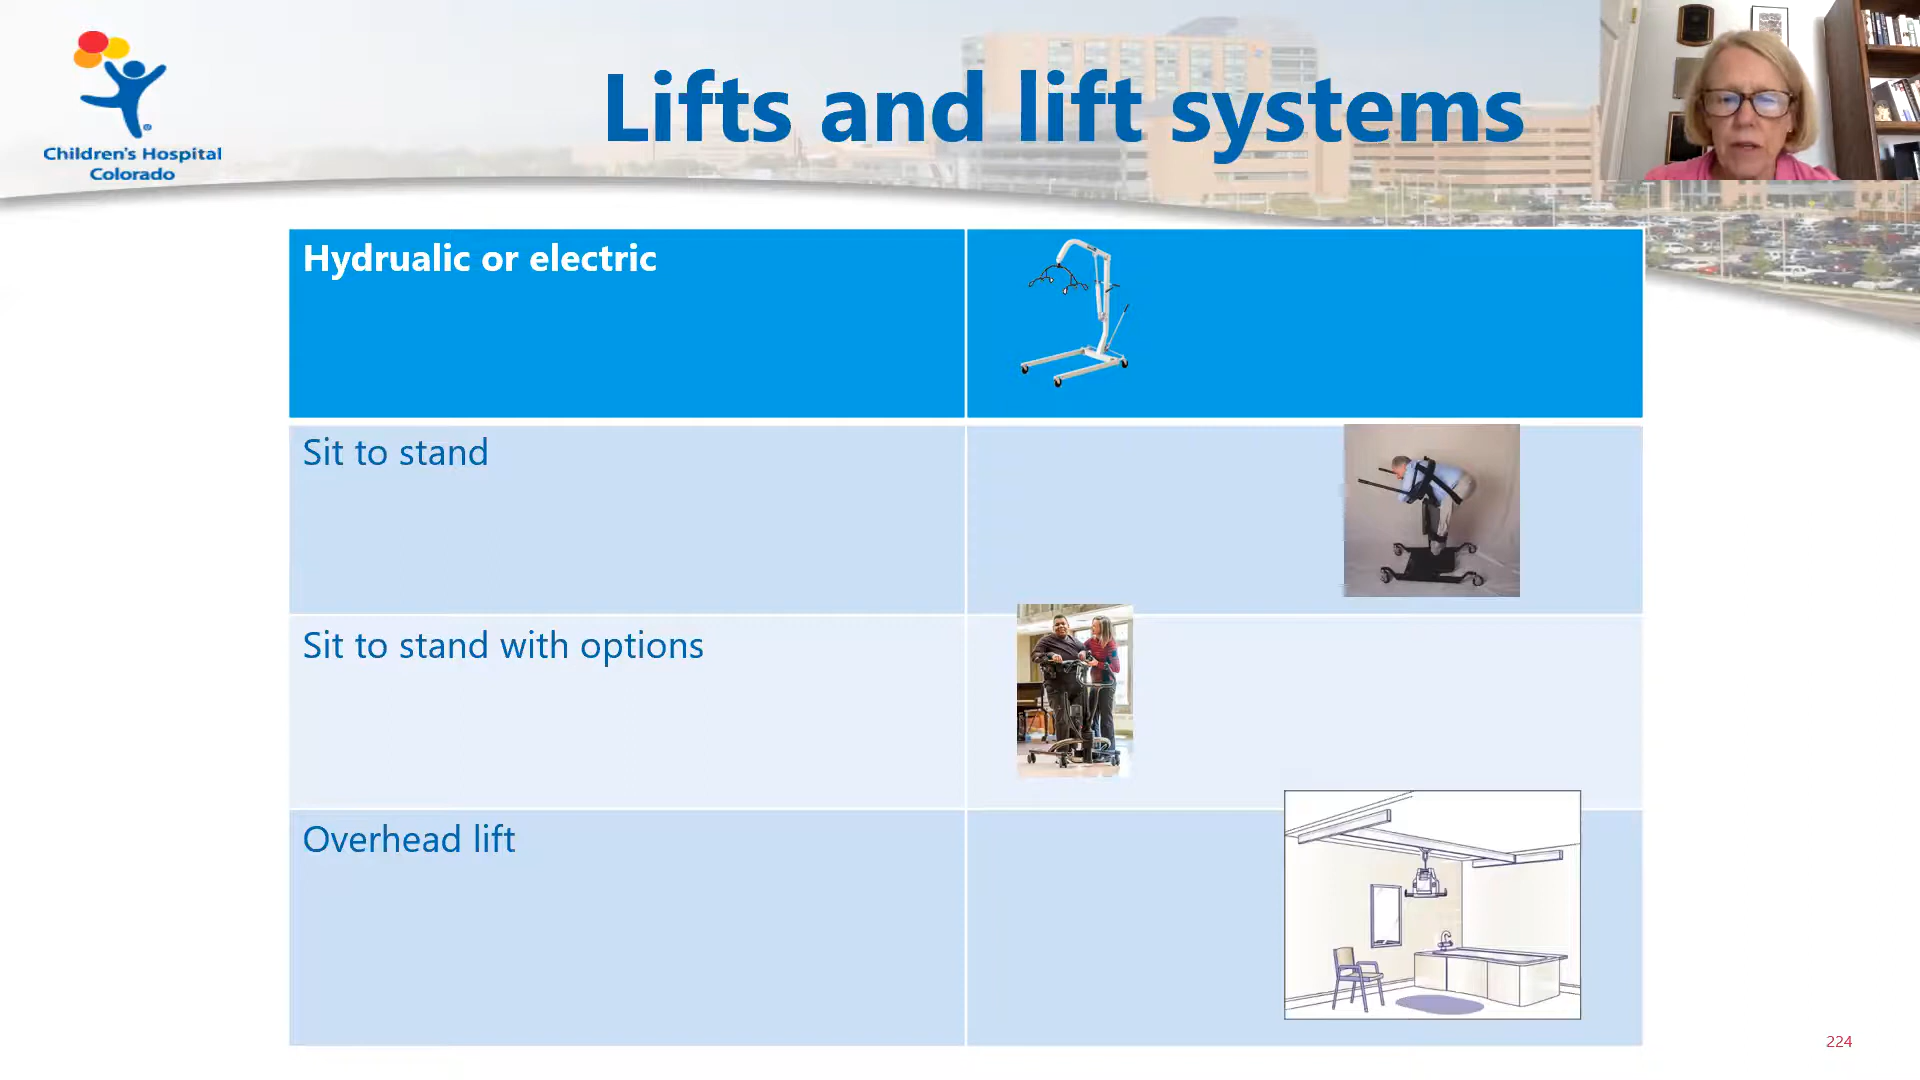 Children's Hospital
Colorado
Lifts and lift systems
Hydrualic or electric
Sit to stand
Sit to stand with options
Overhead lift
224